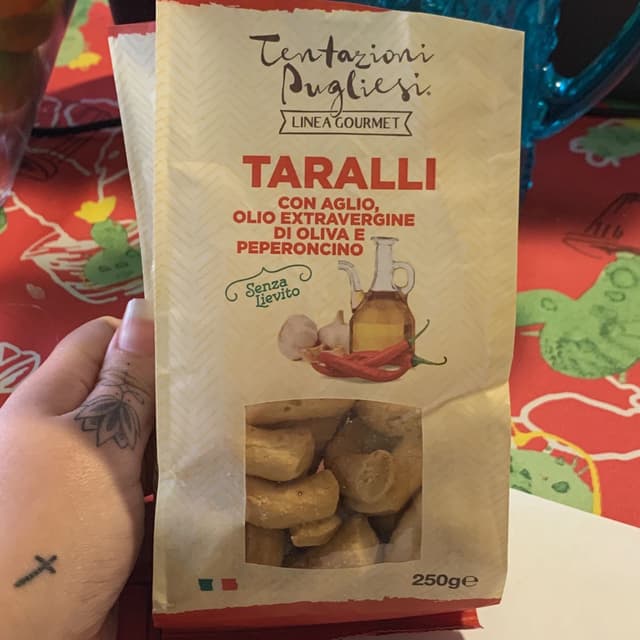 Tentazioni
Pugliesi.
LINEA GOURMET
TARALLI
CON AGLIO,
OLIO EXTRAVERGINE
DI OLIVA E
PEPERONCINO
Senza
Lievito
250g℮